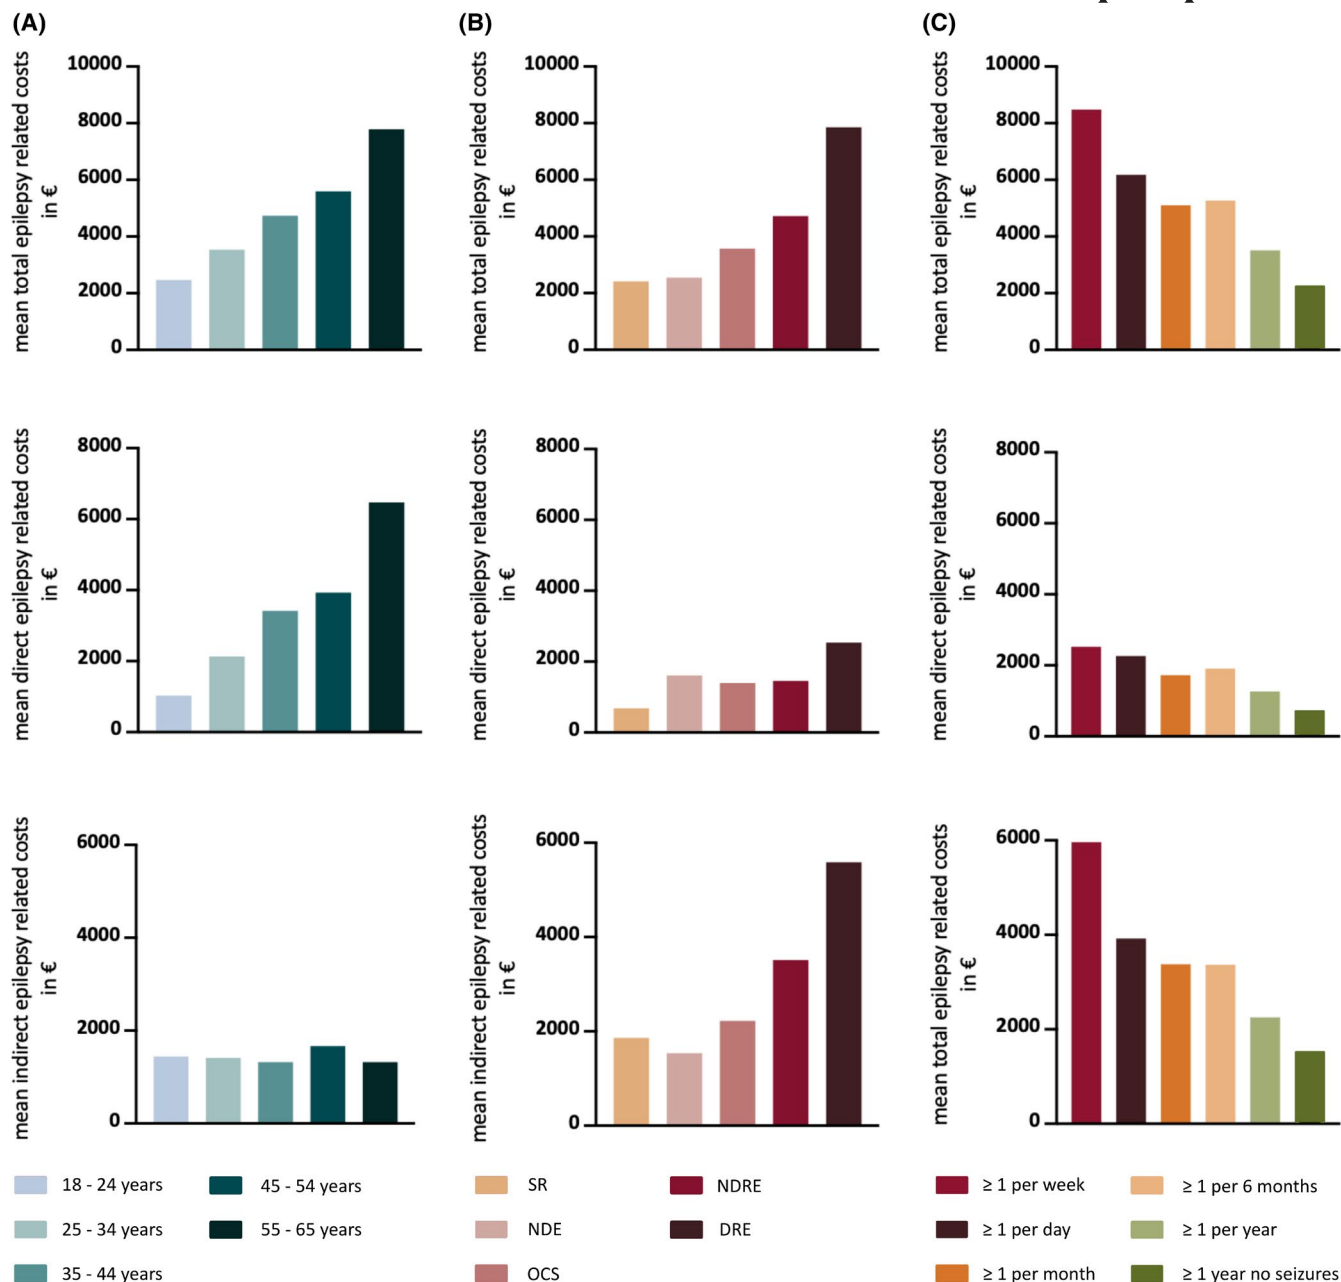 (A)
mean total epilepsy related costs
in €
10000
8000
6000
4000
2000
0
(B)
mean total epilepsy related costs
in €
10000
8000
6000
4000
2000
0
(C)
mean total epilepsy related costs
in €
10000
8000
6000
4000
2000
0
mean direct epilepsy related costs
in €
8000
6000
4000
2000
0
mean direct epilepsy related costs
in €
8000
6000
4000
2000
0
mean direct epilepsy related costs
in €
8000
6000
4000
2000
0
mean indirect epilepsy related costs
in €
6000
4000
2000
0
mean indirect epilepsy related costs
in €
6000
4000
2000
0
mean total epilepsy related costs
in €
6000
4000
2000
0
18 - 24 years
25 - 34 years
35 - 44 years
45 - 54 years
55 - 65 years
SR
NDE
OCS
NDRE
DRE
≥ 1 per week
≥ 1 per day
≥ 1 per month
≥ 1 per 6 months
≥ 1 per year
≥ 1 year no seizures